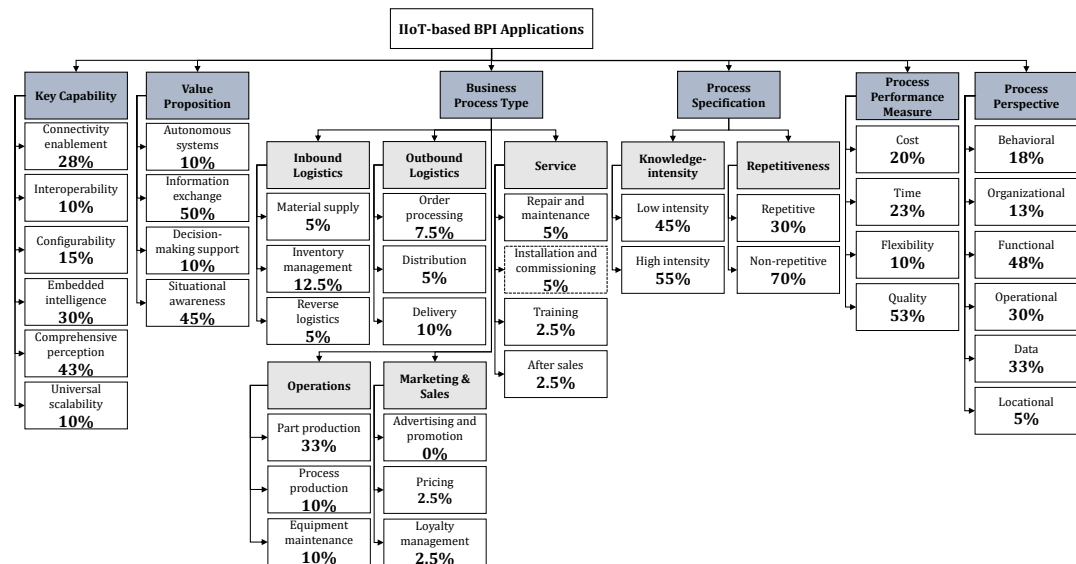 IIoT-based BPI Applications
Key Capability
Connectivity
enablement
28%
Interoperability
10%
Configurability
15%
Embedded
intelligence
30%
Comprehensive
perception
43%
Universal
scalability
10%
Value
Proposition
Autonomous
systems
10%
Information
exchange
50%
Decision-
making support
10%
Situational
awareness
45%
Business
Process Type
Inbound
Logistics
Material supply
5%
Inventory
management
12.5%
Reverse
logistics
5%
Outbound
Logistics
Order
processing
7.5%
Distribution
5%
Delivery
10%
Service
Repair and
maintenance
5%
Installation and
commissioning
5%
Training
2.5%
After sales
2.5%
Operations
Part production
33%
Process
production
10%
Equipment
maintenance
10%
Marketing &
Sales
Advertising and
promotion
0%
Pricing
2.5%
Loyalty
management
2.5%
Process
Specification
Knowledge-
intensity
Low intensity
45%
High intensity
55%
Repetitiveness
Repetitive
30%
Non-repetitive
70%
Process
Performance
Measure
Cost
20%
Time
23%
Flexibility
10%
Quality
53%
Process
Perspective
Behavioral
18%
Organizational
13%
Functional
48%
Operational
30%
Data
33%
Locational
5%